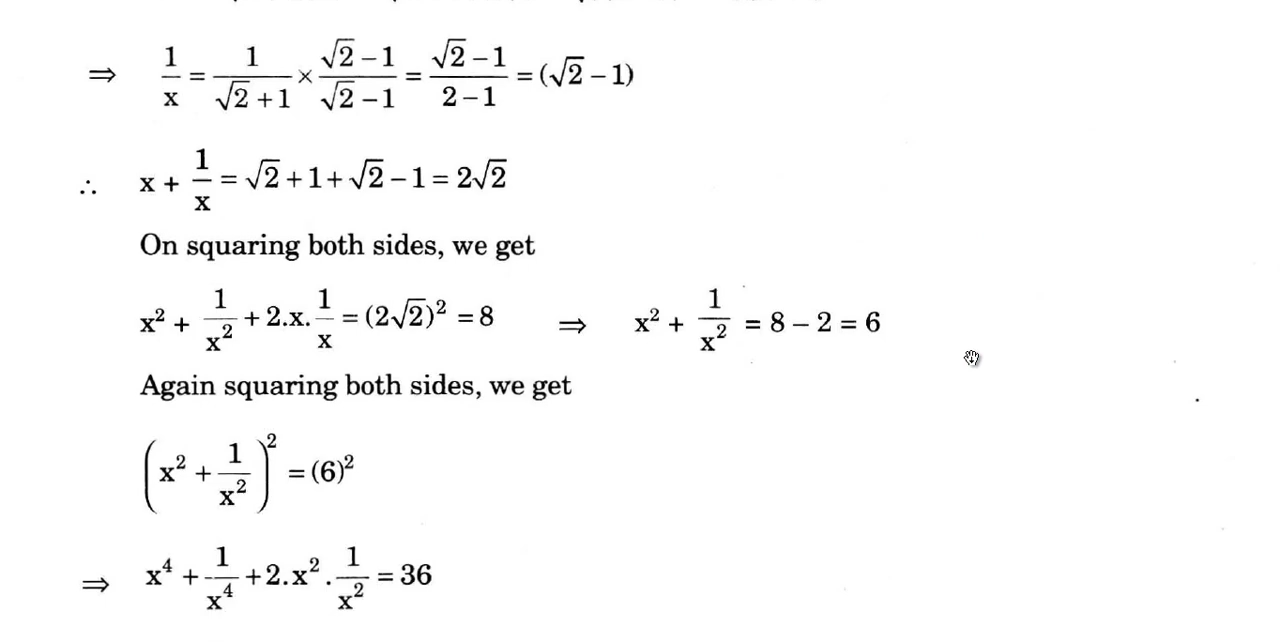 ⇒ 1/x = 1/(√2 + 1) × (√2 – 1)/(√2 – 1) = (√2 – 1)/(2 – 1) = (√2 – 1)
∴ x + 1/x = √2 + 1 + √2 – 1 = 2√2
On squaring both sides, we get
x² + 1/x² + 2.x.1/x = (2√2)² = 8 ⇒ x² + 1/x² = 8 – 2 = 6
Again squaring both sides, we get
(x² + 1/x²)² = (6)²
⇒ x⁴ + 1/x⁴ + 2.x².1/x² = 36